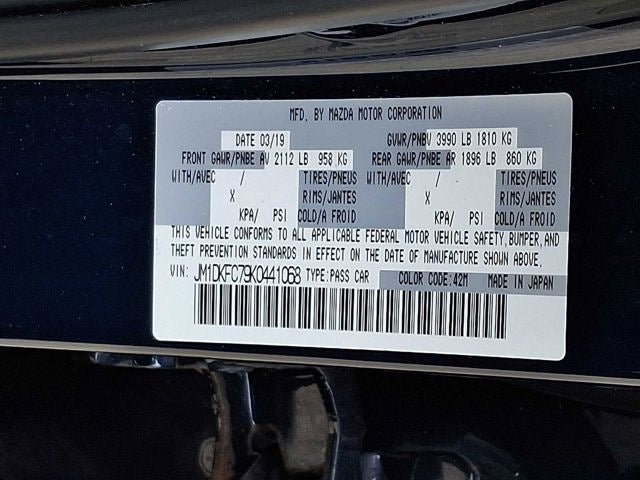 MFD. BY MAZDA MOTOR CORPORATION
DATE 03/19 GVWR/PNBV 3990 LB 1810 KG
FRONT GAWR/PNBE AV 2112 LB 958 KG REAR GAWR/PNBE AR 1896 LB 860 KG
WITH/AVEC / TIRES/PNEUS WITH/AVEC / TIRES/PNEUS
X RIMS/JANTES X RIMS/JANTES
KPA/ PSI COLD/A FROID KPA/ PSI COLD/A FROID
THIS VEHICLE CONFORMS TO ALL APPLICABLE FEDERAL MOTOR VEHICLE SAFETY, BUMPER, AND
THEFT PREVENTION STANDARDS IN EFFECT ON THE DATE OF MANUFACTURE SHOWN ABOVE.
VIN: JM1DKFC79K0441068 TYPE:PASS CAR COLOR CODE:42M MADE IN JAPAN